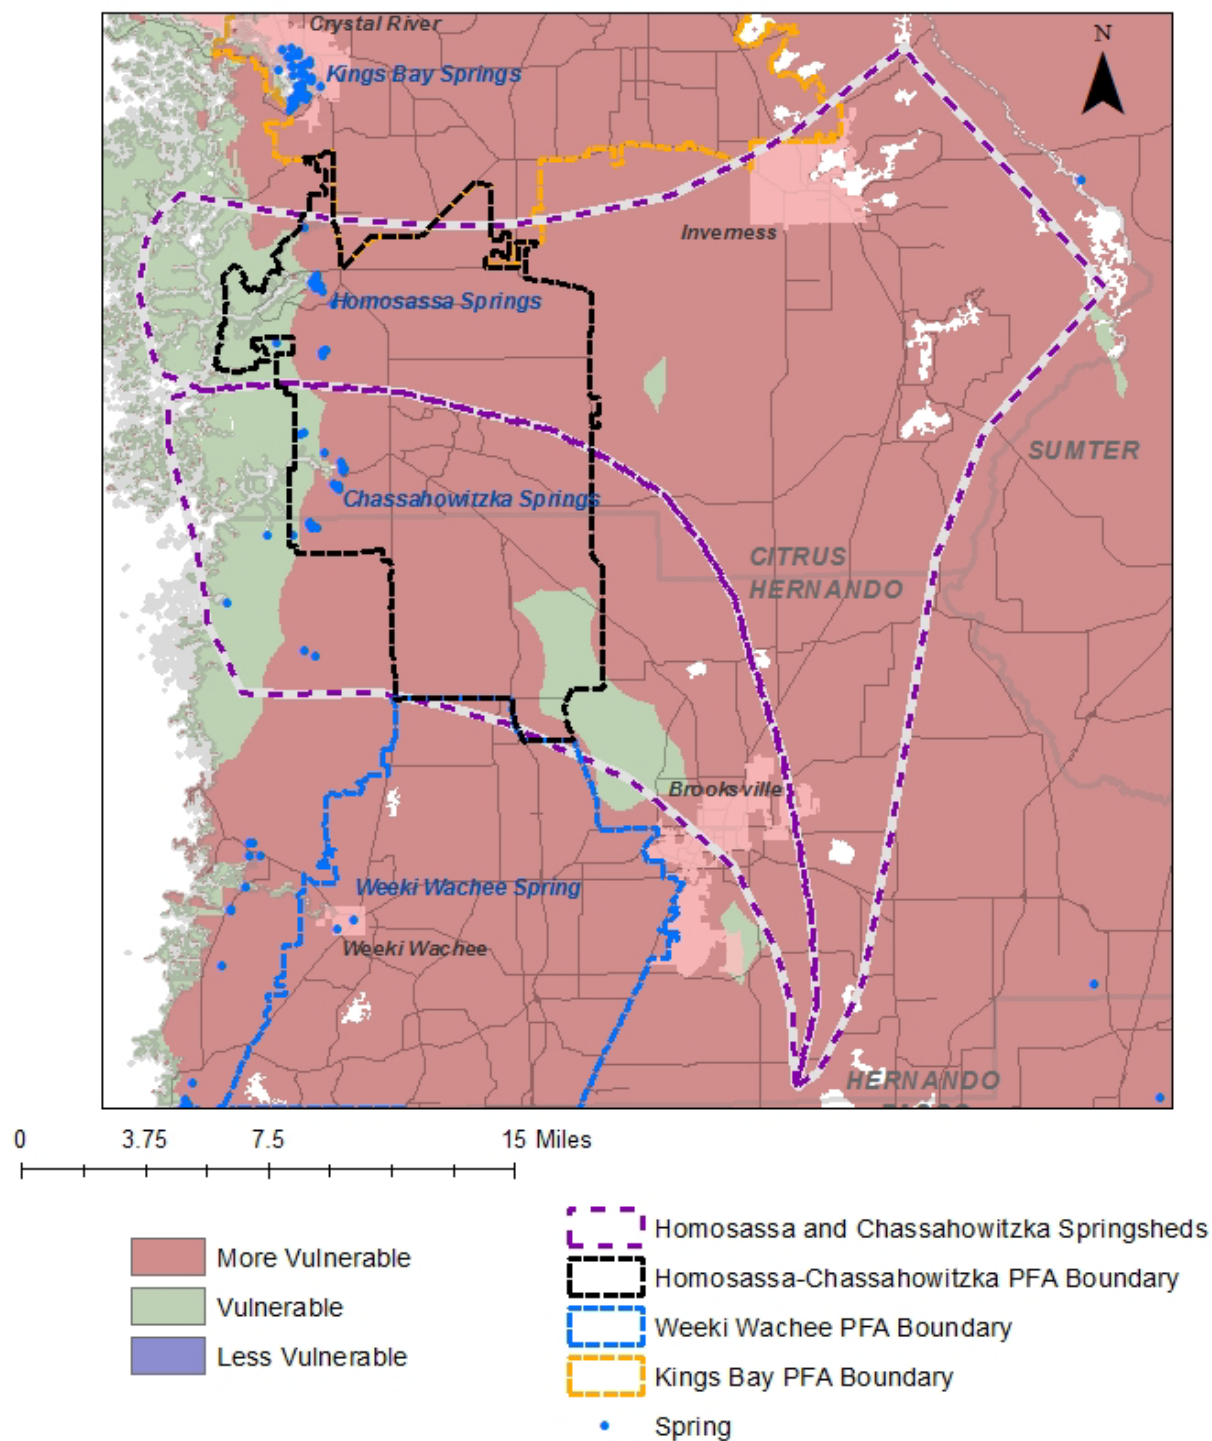 Crystal River
N
Kings Bay Springs
Inverness
Homosassa Springs
SUMTER
Chassahowitzka Springs
CITRUS
HERNANDO
Brooksville
Weeki Wachee Spring
Weeki Wachee
HERNANDO
0 3.75 7.5 15 Miles
Homosassa and Chassahowitzka Springsheds
More Vulnerable
Homosassa-Chassahowitzka PFA Boundary
Vulnerable
Weeki Wachee PFA Boundary
Less Vulnerable
Kings Bay PFA Boundary
Spring